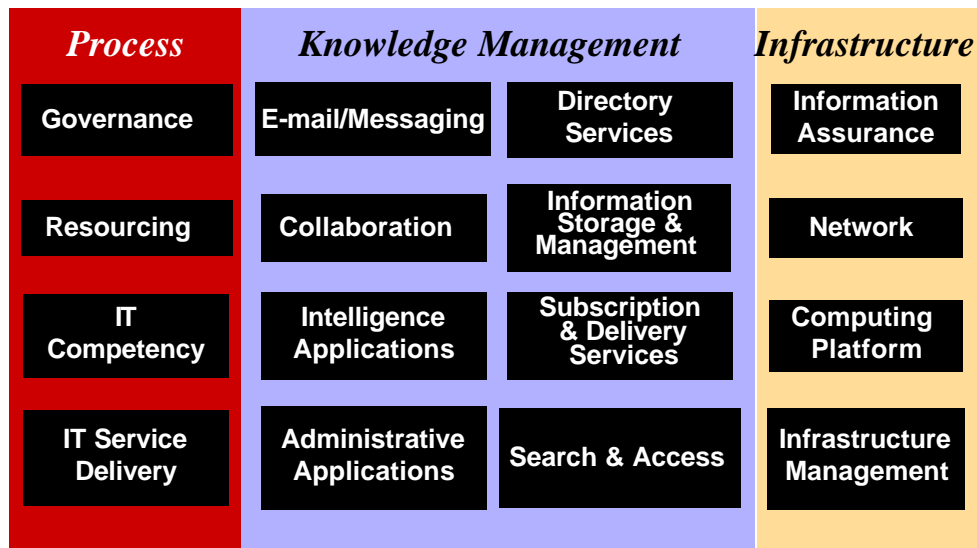 Process
Governance
Resourcing
IT
Competency
IT Service
Delivery
Knowledge Management
E-mail/Messaging
Directory
Services
Collaboration
Information
Storage &
Management
Intelligence
Applications
Subscription
& Delivery
Services
Administrative
Applications
Search & Access
Infrastructure
Information
Assurance
Network
Computing
Platform
Infrastructure
Management